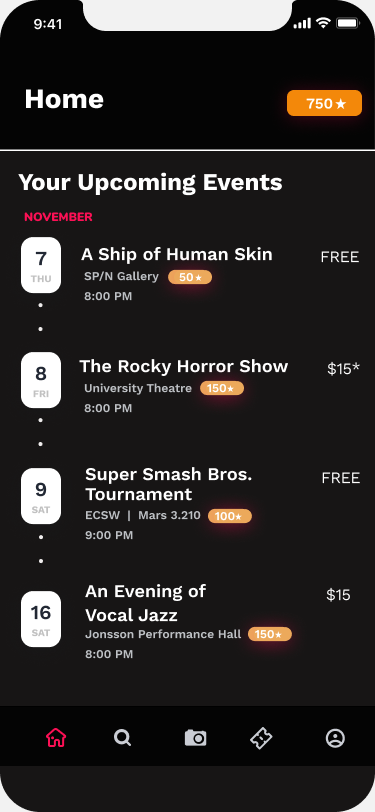 9:41
Home
750★
Your Upcoming Events
NOVEMBER
7
THU
A Ship of Human Skin
FREE
SP/N Gallery 50★
8:00 PM
8
FRI
The Rocky Horror Show
$15*
University Theatre 150★
8:00 PM
9
SAT
Super Smash Bros.
Tournament
FREE
ECSW | Mars 3.210 100★
9:00 PM
16
SAT
An Evening of
Vocal Jazz
$15
Jonsson Performance Hall 150★
8:00 PM